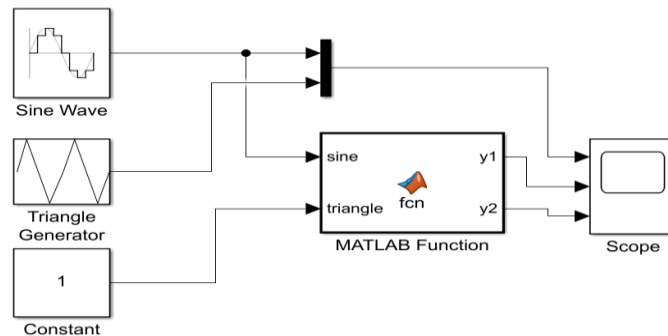 Sine Wave
Triangle
Generator
1
Constant
sine
triangle
fcn
y1
y2
MATLAB Function
Scope